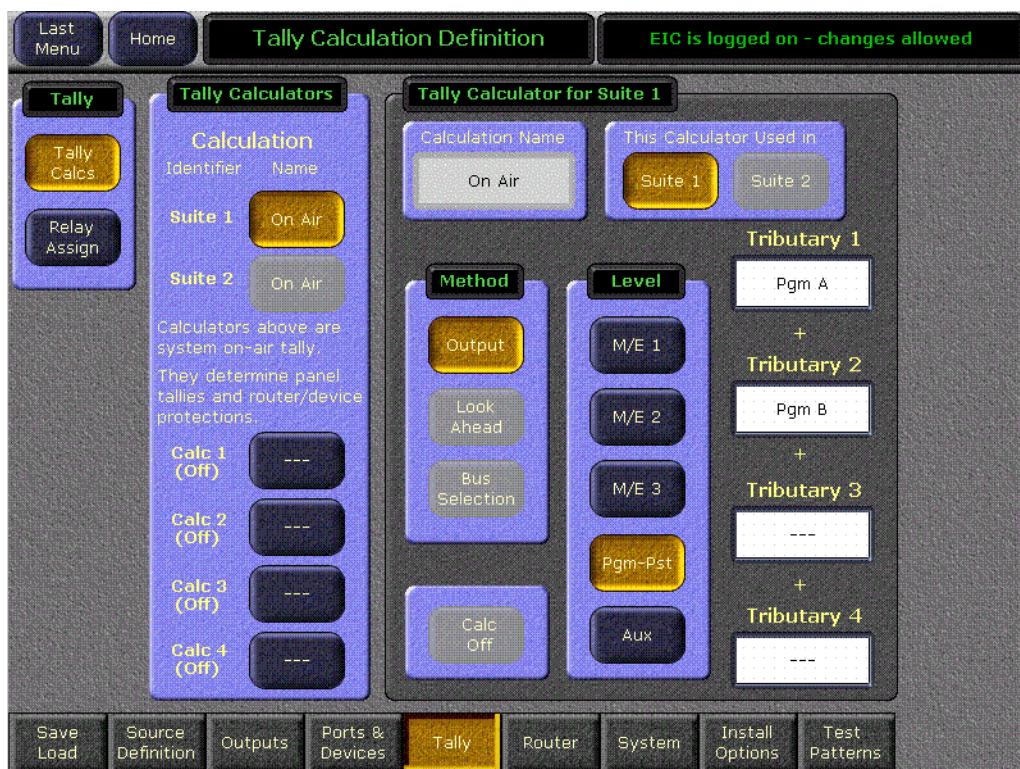 Last
Menu
Home
Tally Calculation Definition
EIC is logged on - changes allowed
Tally
Tally
Calcs
Relay
Assign
Tally Calculators
Calculation
Identifier Name
Suite 1 On Air
Suite 2 On Air
Calculators above are
system on-air tally.
They determine panel
tallies and router/device
protections.
Calc 1
(Off)
---
Calc 2
(Off)
---
Calc 3
(Off)
---
Calc 4
(Off)
---
Tally Calculator for Suite 1
Calculation Name
On Air
This Calculator Used in
Suite 1 Suite 2
Method
Output
Look
Ahead
Bus
Selection
Calc
Off
Level
M/E 1
M/E 2
M/E 3
Pgm-Pst
Aux
Tributary 1
Pgm A
+
Tributary 2
Pgm B
+
Tributary 3
---
+
Tributary 4
---
Save
Load
Source
Definition
Outputs
Ports &
Devices
Tally
Router
System
Install
Options
Test
Patterns